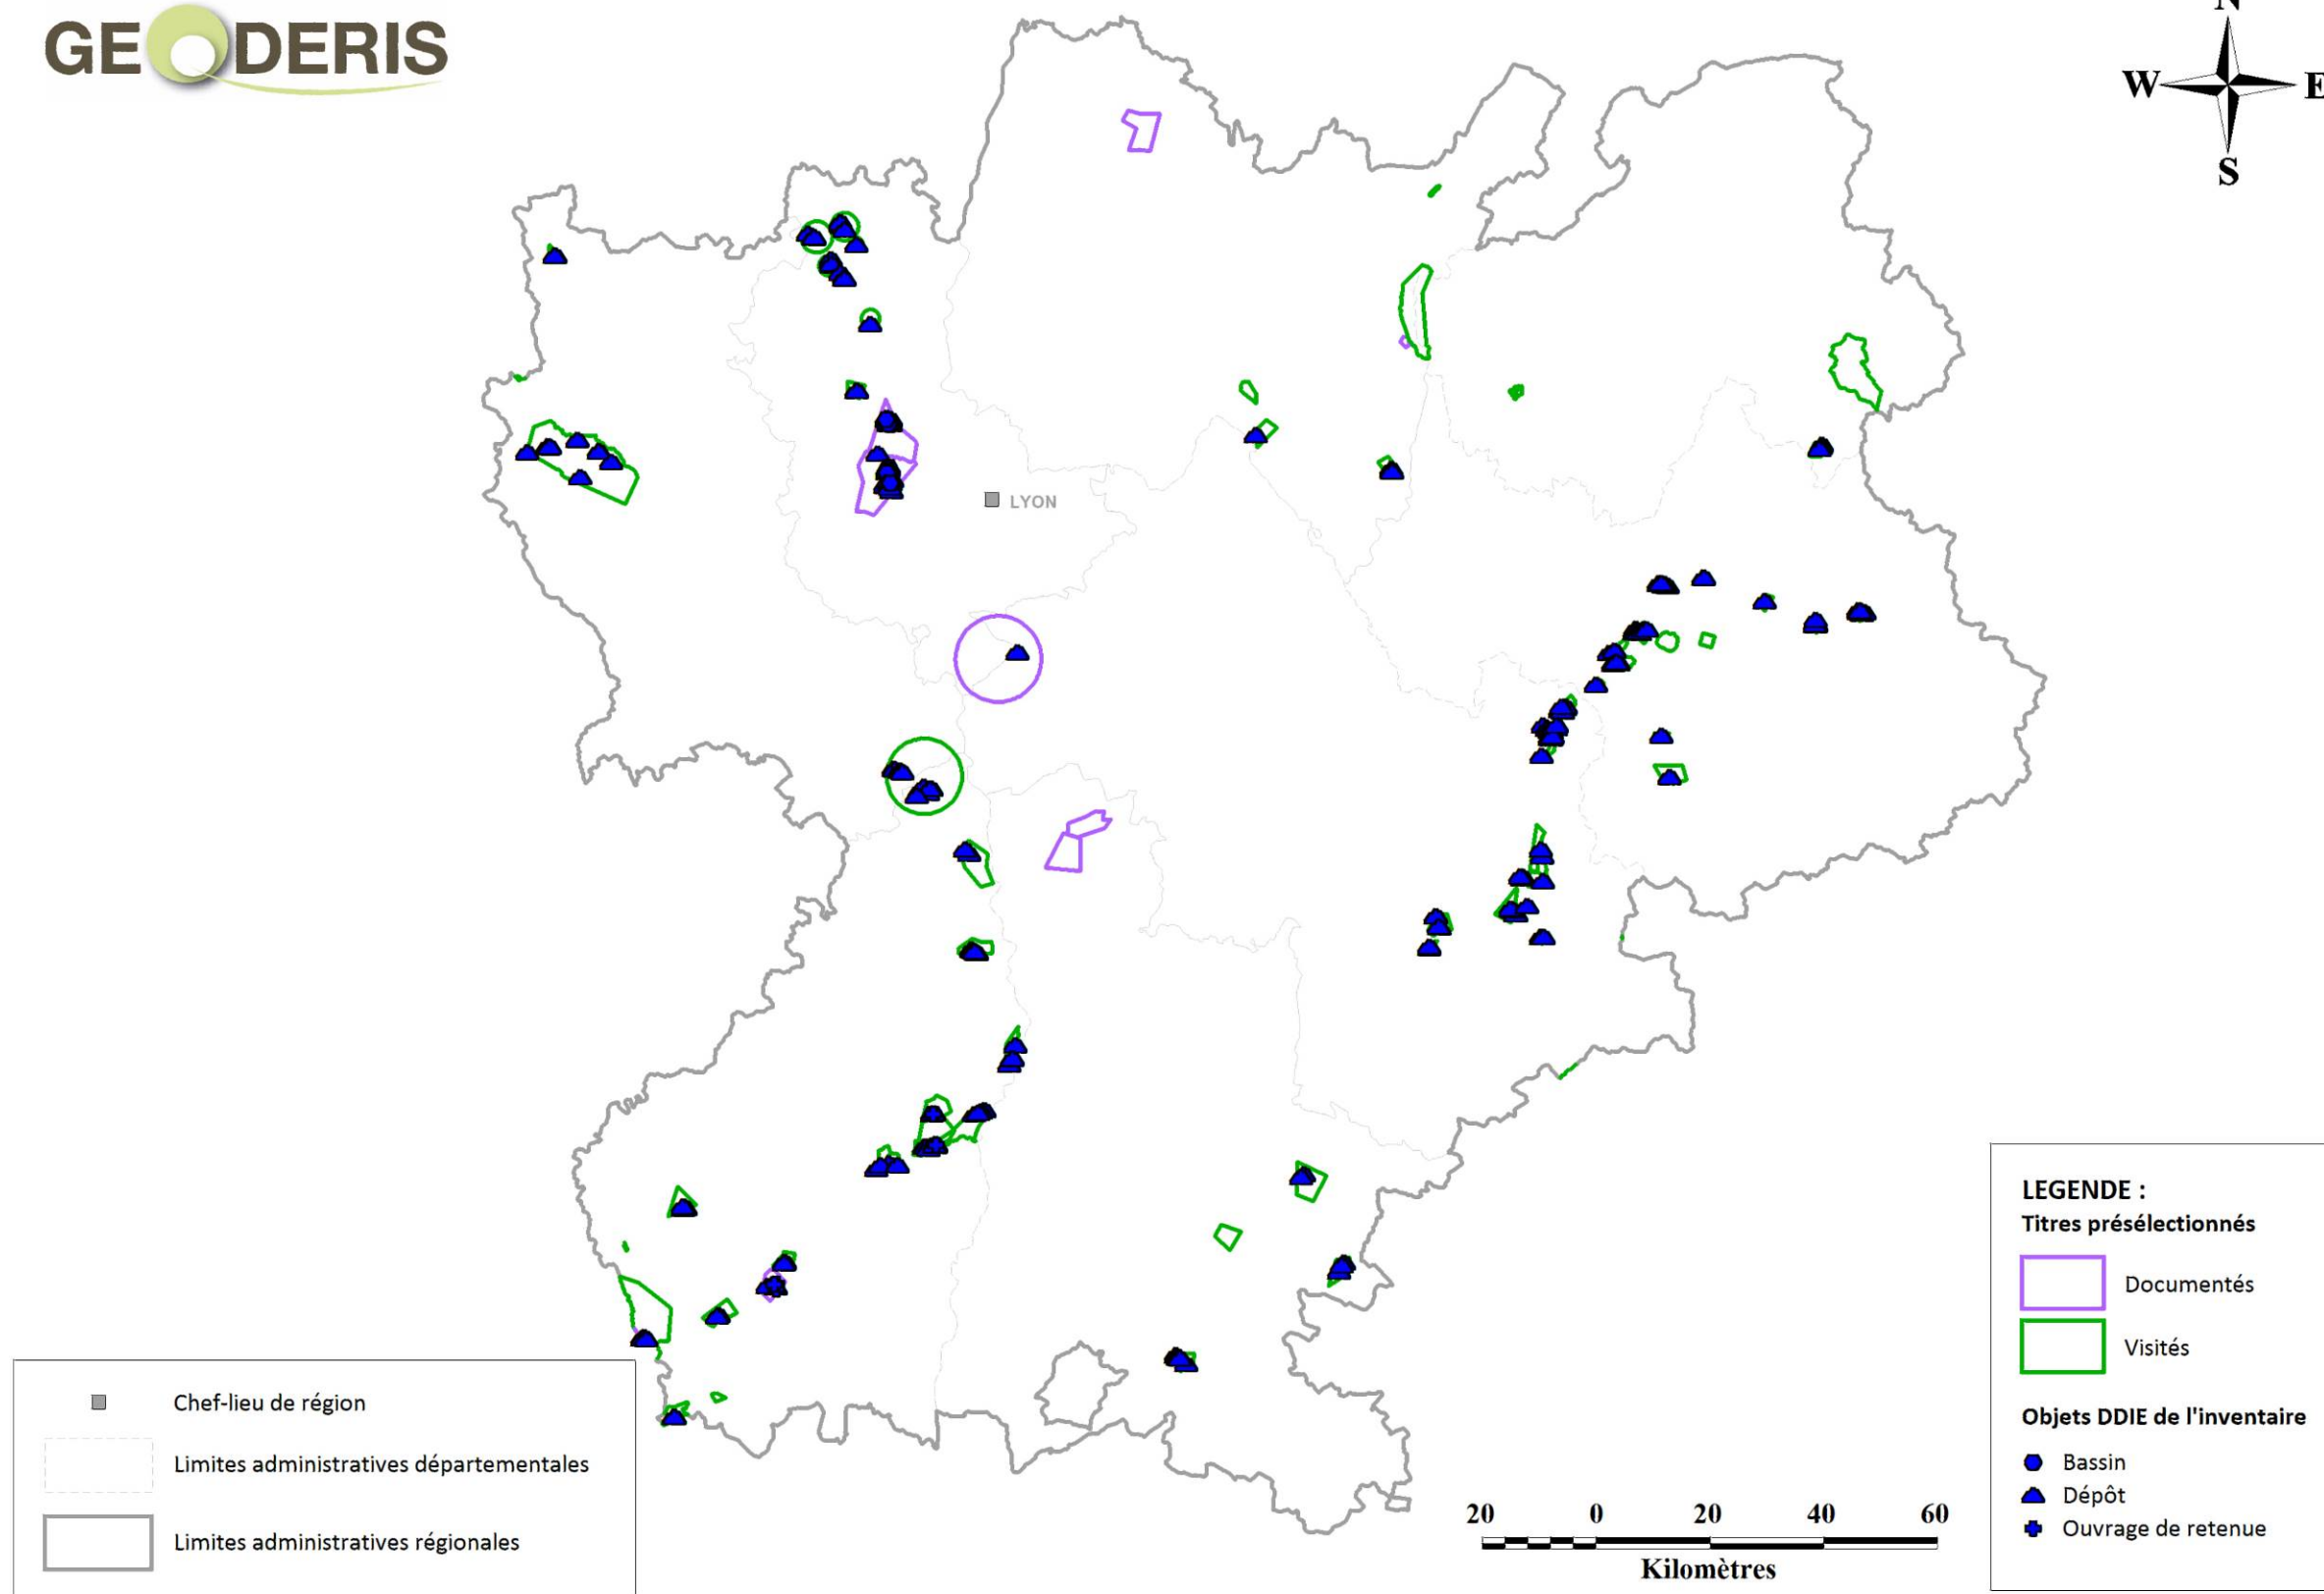 GEODERIS
N
W
E
S
LYON
LEGENDE :
Titres présélectionnés
Documentés
Visités
Objets DDIE de l'inventaire
Bassin
Dépôt
Ouvrage de retenue
Chef-lieu de région
Limites administratives départementales
Limites administratives régionales
20 0 20 40 60
Kilomètres